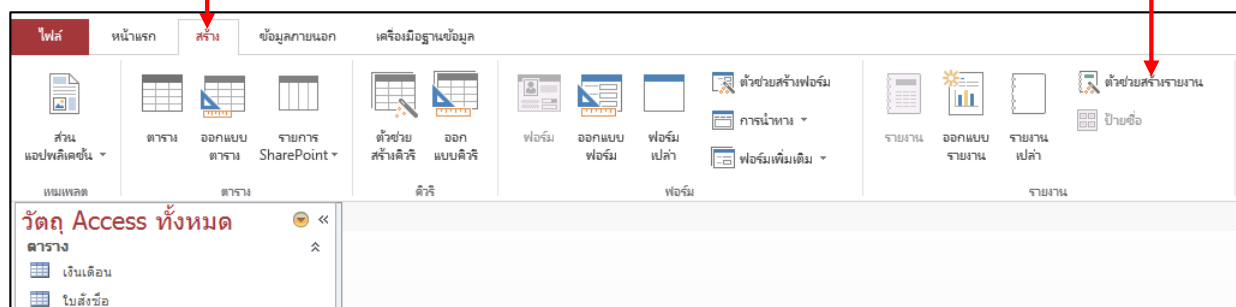 ไฟล์ หน้าแรก สร้าง ข้อมูลภายนอก เครื่องมือฐานข้อมูล
ส่วน
แอปพลิเคชั่น
เทมเพลต
ตาราง
ออกแบบ
ตาราง
รายการ
SharePoint
ตาราง
ตัวช่วย
สร้างคิวรี
ออก
แบบคิวรี
คิวรี
ฟอร์ม
ออกแบบ
ฟอร์ม
ฟอร์ม
เปล่า
ตัวช่วยสร้างฟอร์ม
การนำทาง
ฟอร์มเพิ่มเติม
ฟอร์ม
รายงาน
ออกแบบ
รายงาน
รายงาน
เปล่า
ตัวช่วยสร้างรายงาน
ป้ายชื่อ
รายงาน
วัตถุ Access ทั้งหมด
ตาราง
เงินเดือน
ใบสั่งซื้อ